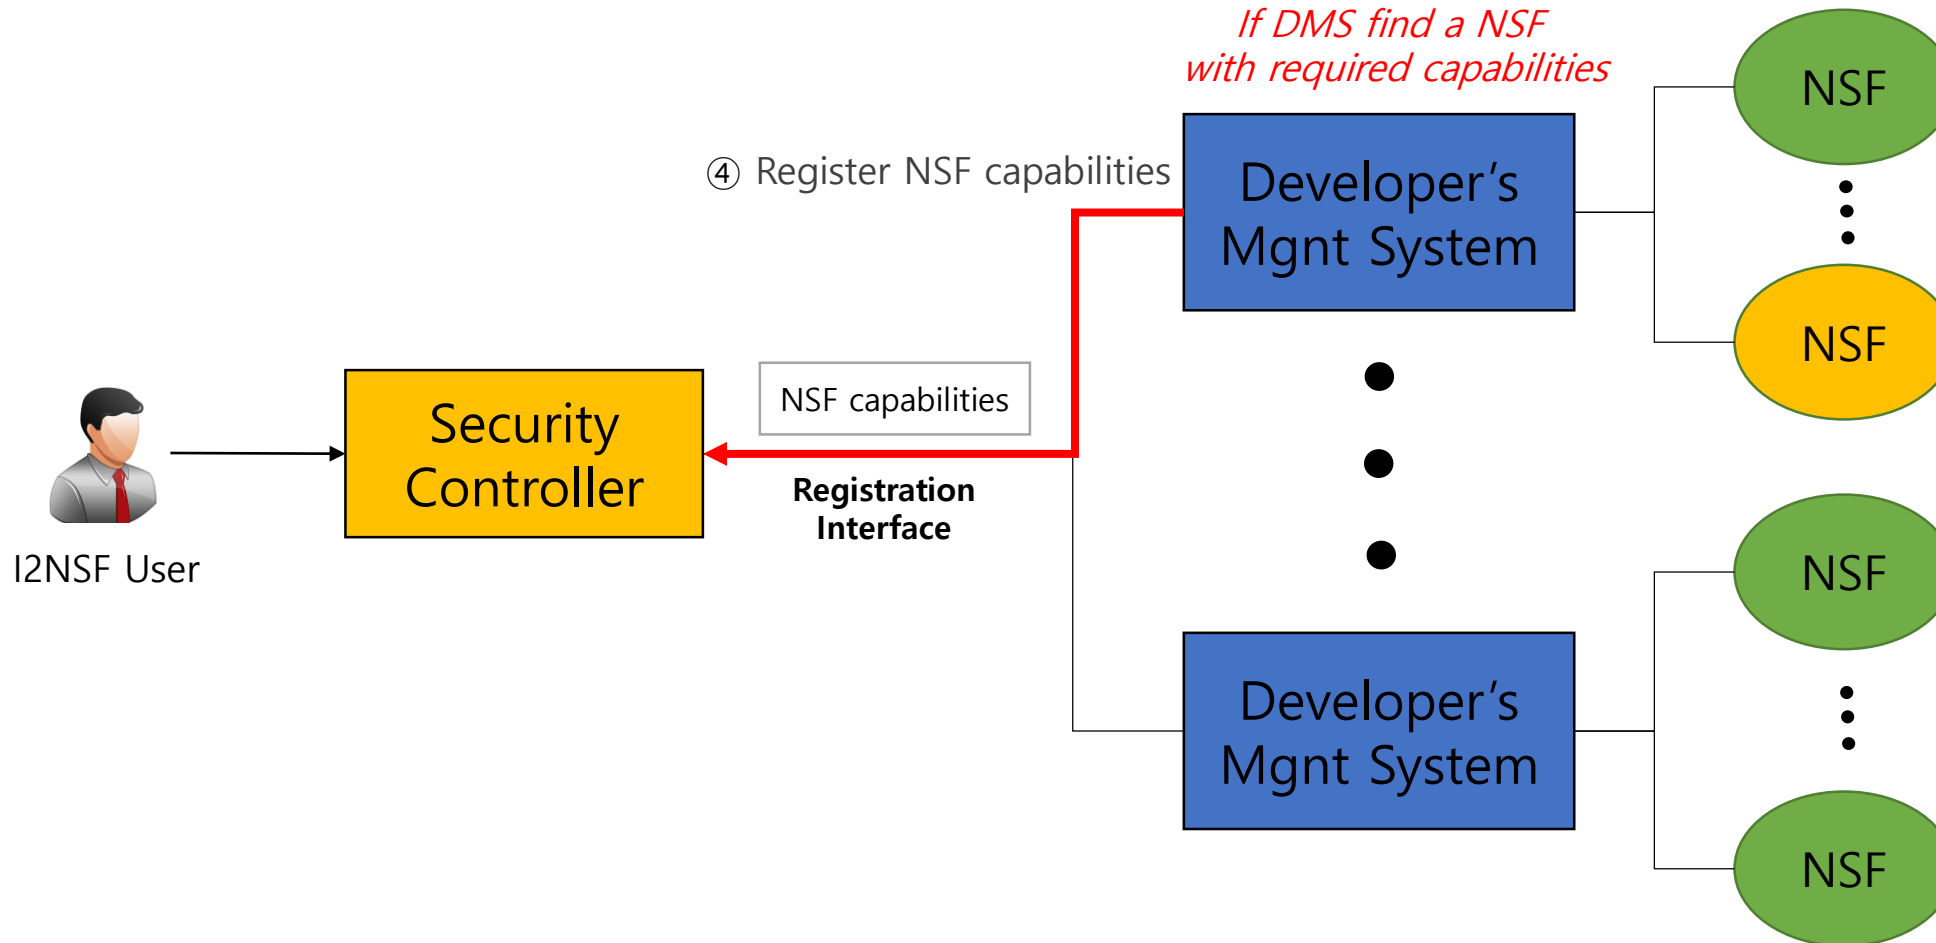 If DMS find a NSF
with required capabilities
④ Register NSF capabilities
Developer's
Mgnt System
NSF
NSF
NSF capabilities
Security
Controller
Registration
Interface
I2NSF User
Developer's
Mgnt System
NSF
NSF